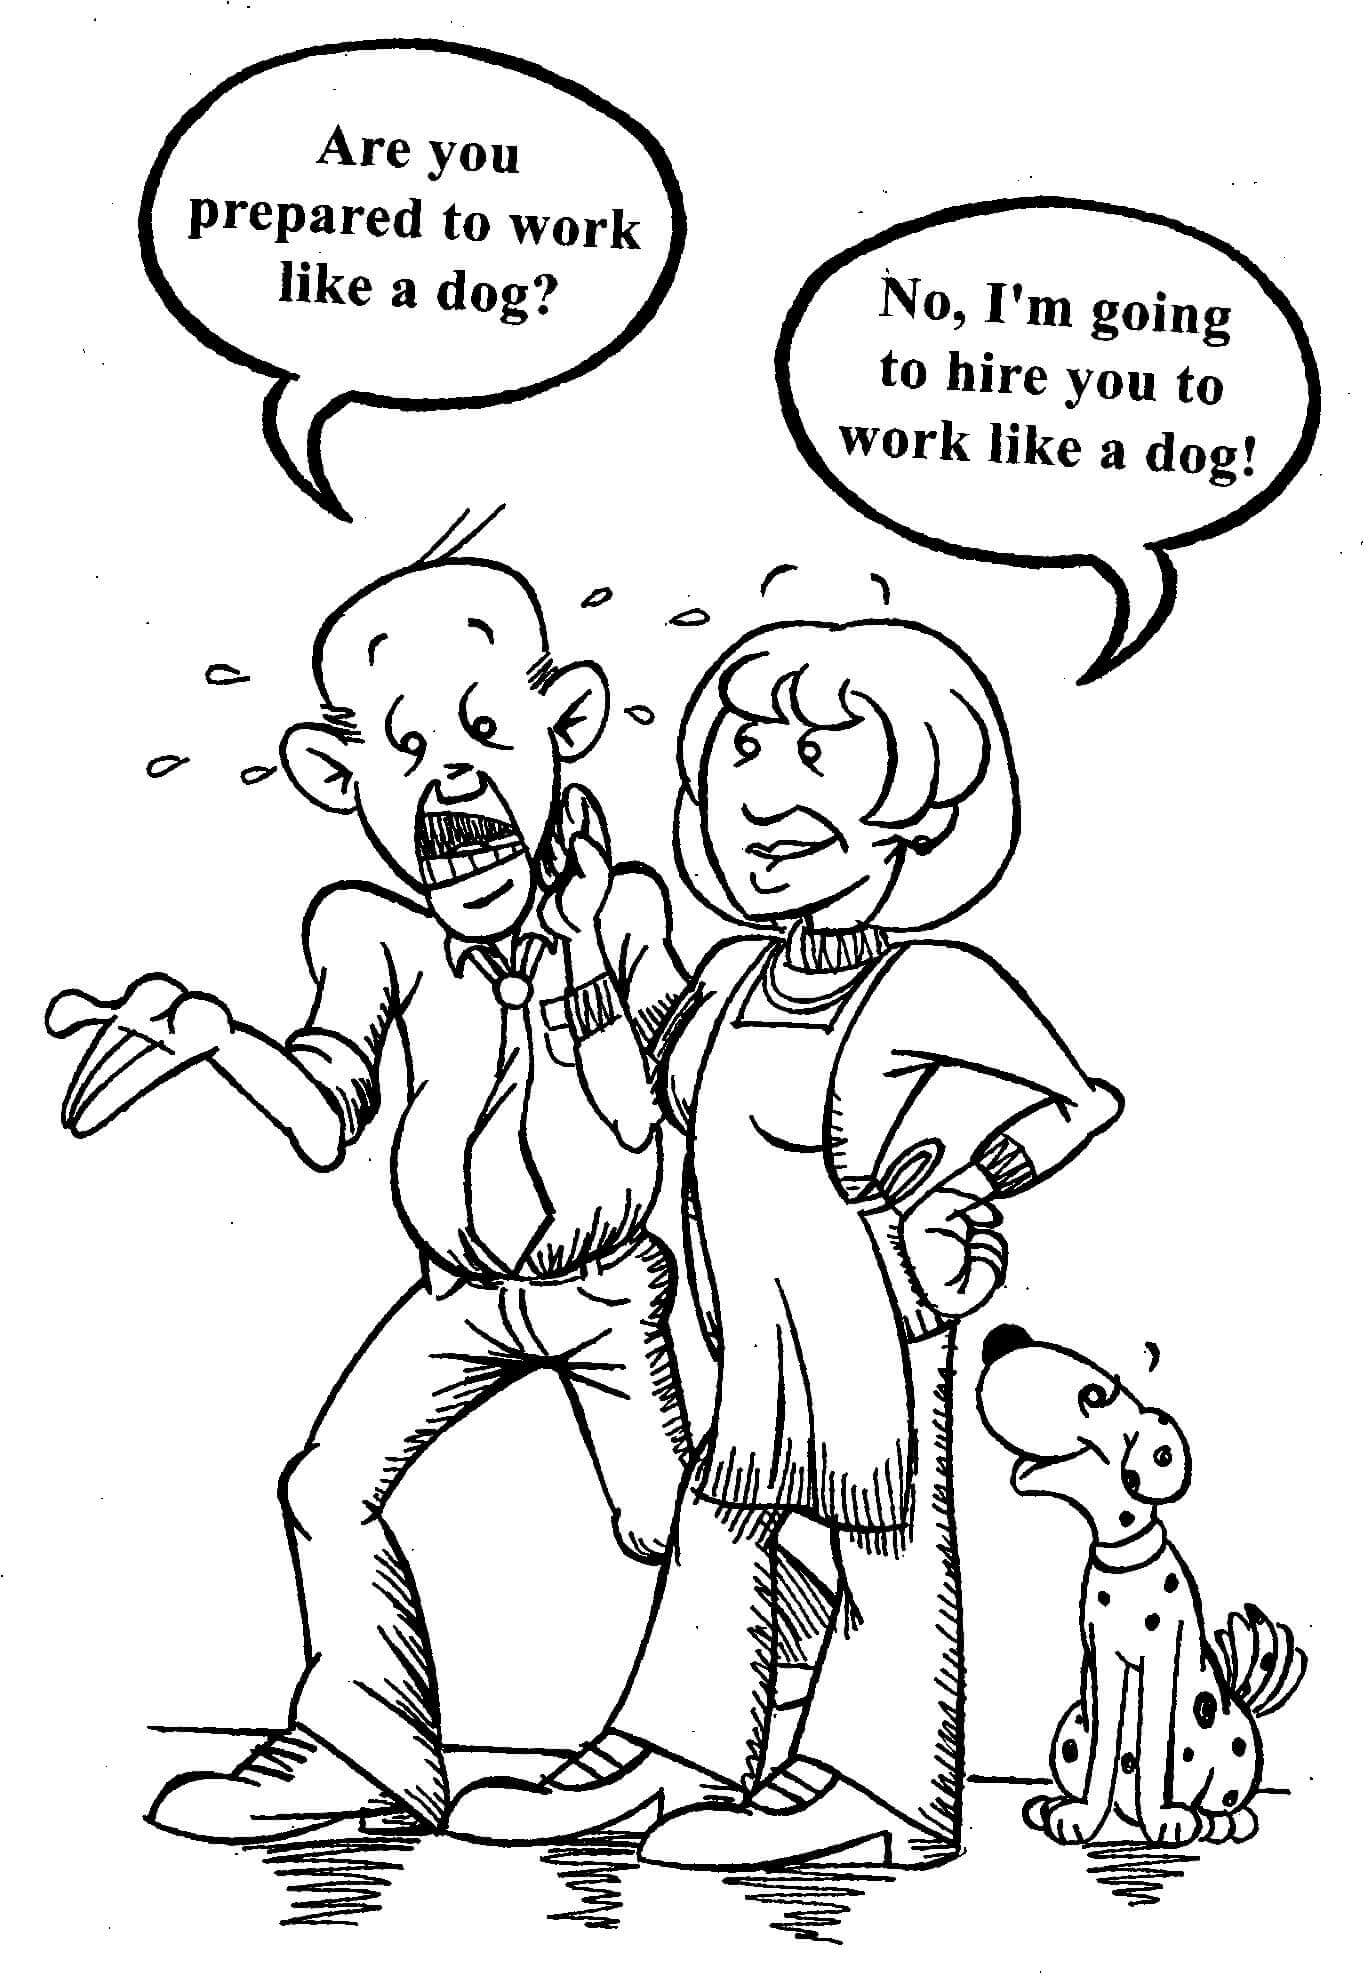 Are you
prepared to work
like a dog?
No, I'm going
to hire you to
work like a dog!